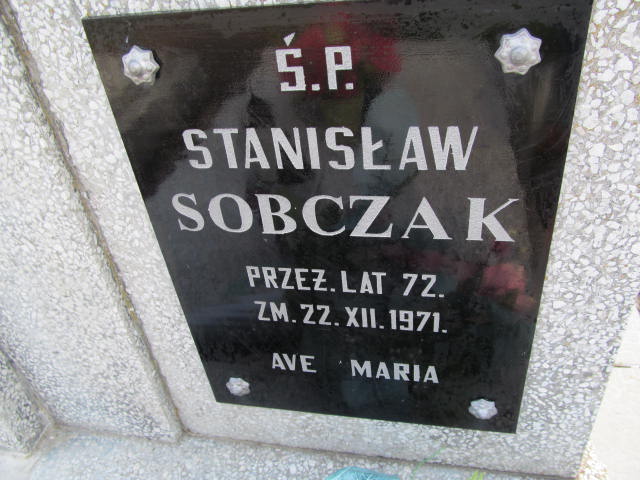 Ś.P.
STANISŁAW
SOBCZAK
PRZEŻ. LAT 72.
ZM. 22. XII. 1971.
AVE MARIA